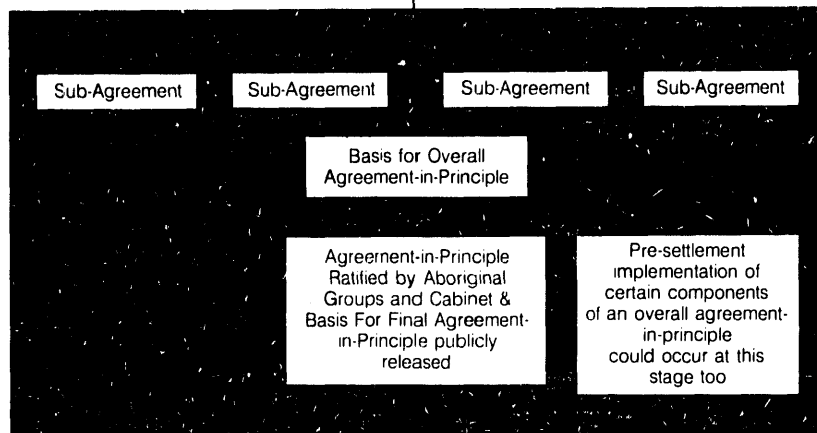 Sub-Agreement
Sub-Agreement
Sub-Agreement
Sub-Agreement
Basis for Overall
Agreement-in-Principle
Agreement-in-Principle
Ratified by Aboriginal
Groups and Cabinet &
Basis For Final Agreement-
in-Principle publicly
released
Pre-settlement
implementation of
certain components
of an overall agreement-
in-principle
could occur at this
stage too